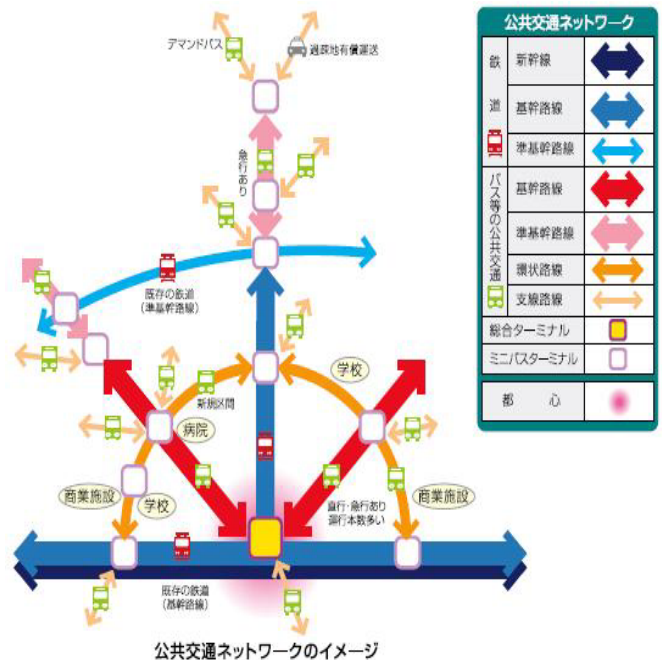 デマンドバス
過疎地有償運送
急行あり
既存の鉄道
(準基幹路線)
学校
新規区間
病院
商業施設
学校
直行・急行あり
運行本数多い
商業施設
既存の鉄道
(基幹路線)
公共交通ネットワークのイメージ
公共交通ネットワーク
鉄道
新幹線
基幹路線
準基幹路線
バス等の公共交通
基幹路線
準基幹路線
環状路線
支線路線
総合ターミナル
ミニバスターミナル
都心